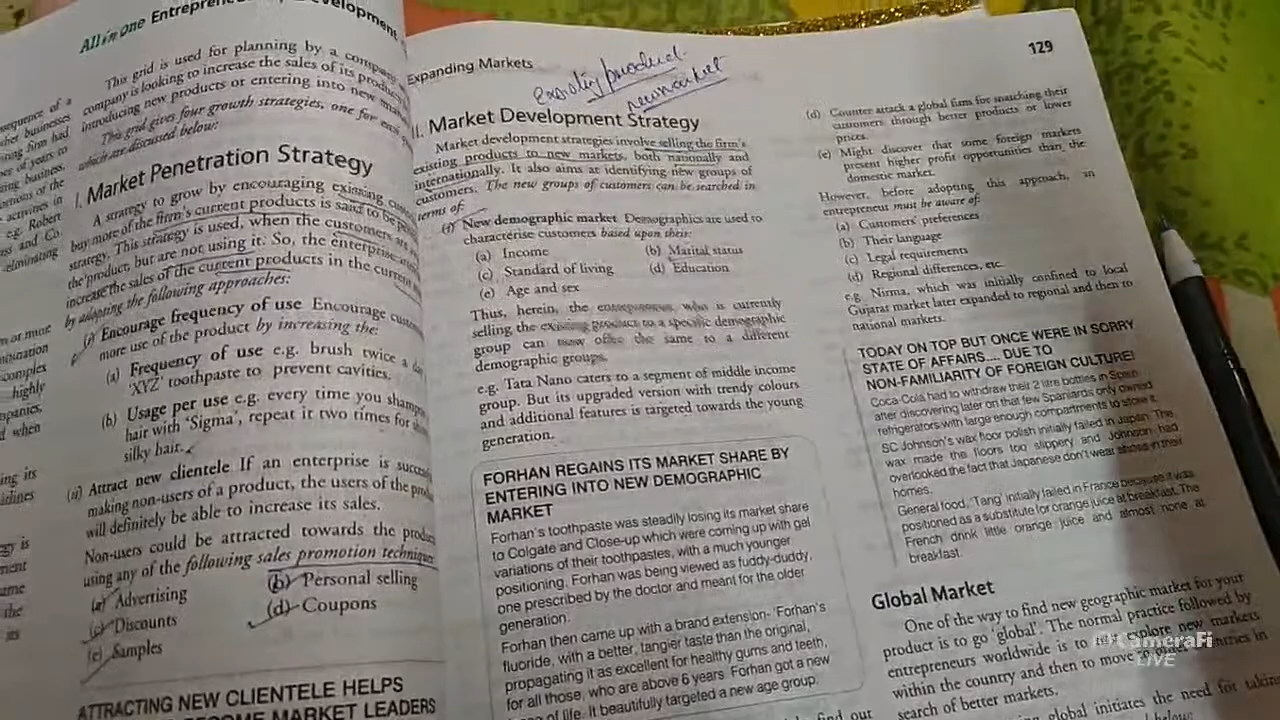 All in One Entrepreneurship Development
This grid is used for planning by a company
company is looking to increase the sales of its
introducing new products or entering into new
This grid gives four growth strategies, one for
which are discussed below:
I. Market Penetration Strategy
A strategy to grow by encouraging existing
buy more of the firm's current products is said to be
strategy. This strategy is used, when the customers are
the product, but are not using it. So, the enterprise
increase the sales of the current products in the current
by adopting the following approaches:
(i) Encourage frequency of use Encourage
more use of the product by increasing the:
(a) Frequency of use e.g. brush twice a
'XYZ' toothpaste to prevent cavities.
(b) Usage per use e.g. every time you
hair with 'Sigma', repeat it two times for
silky hair.
(ii) Attract new clientele If an enterprise is
making non-users of a product, the users of the
will definitely be able to increase its sales.
Non-users could be attracted towards the
using any of the following sales promotion
(a) Advertising (b) Personal selling
(c) Discounts (d) Coupons
(e) Samples
ATTRACTING NEW CLIENTELE HELPS
BECOME MARKET LEADERS
Expanding Markets
product
new market
II. Market Development Strategy
Market development strategies involve selling the firm's
existing products to new markets, both nationally and
internationally. It also aims at identifying new groups of
customers. The new groups of customers can be searched in
terms of:
(i) New demographic market Demographics are used to
characterise customers based upon their:
(a) Income (b) Marital status
(c) Standard of living (d) Education
(e) Age and sex
Thus, herein, the entrepreneur who is currently
selling the existing product to a specific demographic
group can now offer the same to a different
demographic groups.
e.g. Tata Nano caters to a segment of middle income
group. But its upgraded version with trendy colours
and additional features is targeted towards the young
generation.
FORHAN REGAINS ITS MARKET SHARE BY
ENTERING INTO NEW DEMOGRAPHIC
MARKET
Forhan's toothpaste was steadily losing its market share
to Colgate and Close-up which were coming up with gel
variations of their toothpastes, with a much younger
positioning. Forhan was being viewed as fuddy-duddy,
one prescribed by the doctor and meant for the older
generation.
Forhan then came up with a brand extension- 'Forhan's
fluoride, with a better, tangier taste than the original,
propagating it as excellent for healthy gums and teeth,
for all those, who are above 6 years. Forhan got a new
of life. It beautifully targeted a new age group.
129
(d) Counter attack a global firm for snatching their
customers through better products or lower
prices.
(e) Might discover that some foreign markets
present higher profit opportunities than the
domestic market.
However, before adopting this approach, an
entrepreneur must be aware of:
(a) Customers' preferences
(b) Their language
(c) Legal requirements
(d) Regional differences, etc.
e.g. Nirma, which was initially confined to local
Gujarat market later expanded to regional and then to
national markets.
TODAY ON TOP BUT ONCE WERE IN SORRY
STATE OF AFFAIRS.... DUE TO
NON-FAMILIARITY OF FOREIGN CULTURE!
Coca-Cola had to withdraw their 2 litre bottles in Spain
after discovering later on that few Spaniards only owned
refrigerators with large enough compartments to store it.
SC Johnson's wax floor polish initially failed in Japan. The
wax made the floors too slippery and Johnson had
overlooked the fact that Japanese don't wear shoes in their
homes.
General food, 'Tang' initially failed in France because it was
positioned as a substitute for orange juice at breakfast. The
French drink little orange juice and almost none at
breakfast.
Global Market
One of the way to find new geographic market for your
product is to go 'global'. The normal practice followed by
entrepreneurs worldwide is to explore new markets
within the country and then to move to other countries in
search of better markets.
global initiates the need for taking
CameraFi
LIVE